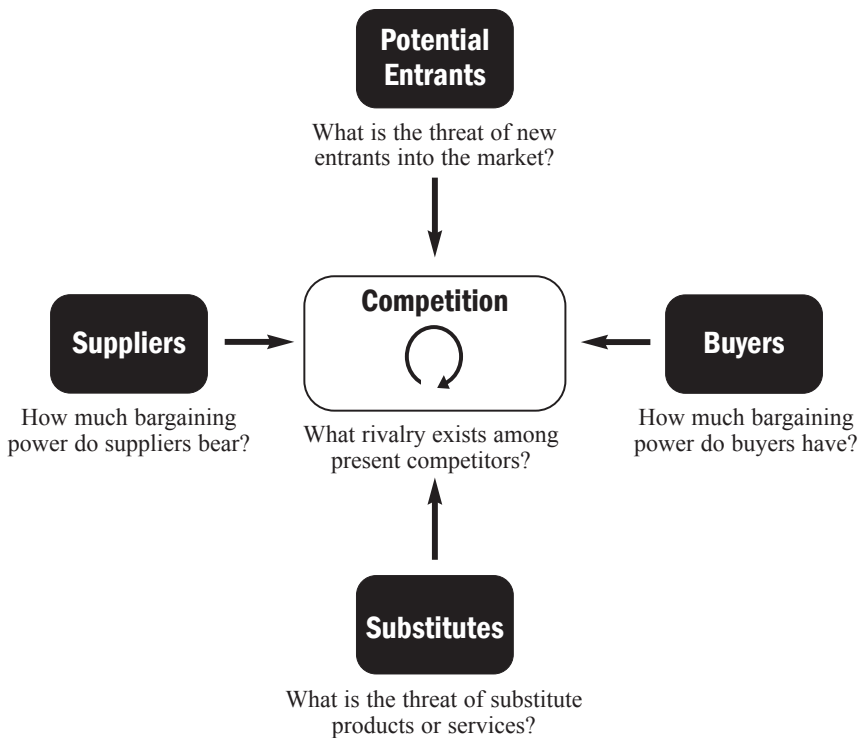 Potential
Entrants
What is the threat of new
entrants into the market?
Suppliers
How much bargaining
power do suppliers bear?
Competition
What rivalry exists among
present competitors?
Buyers
How much bargaining
power do buyers have?
Substitutes
What is the threat of substitute
products or services?